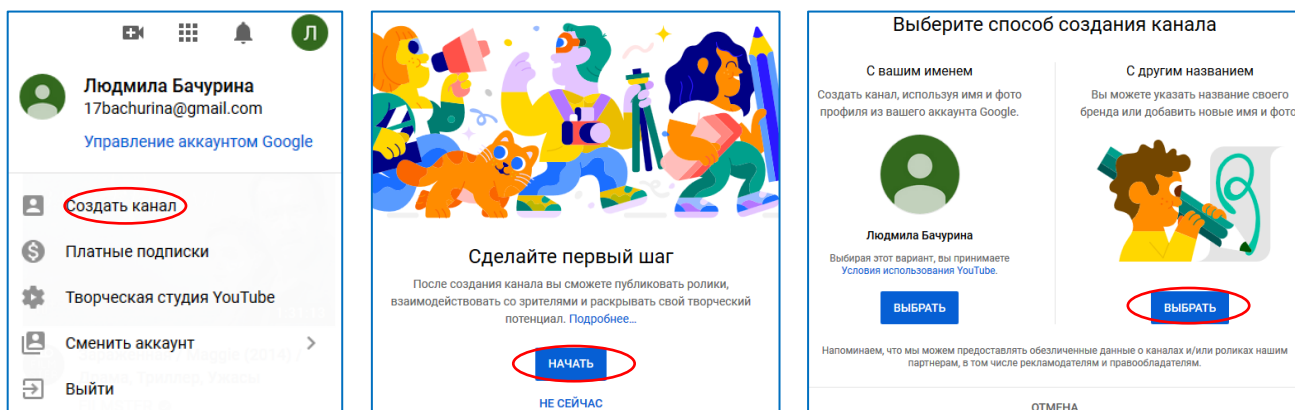 Л
Людмила Бачурина
17bachurina@gmail.com
Управление аккаунтом Google
Создать канал
Платные подписки
Творческая студия YouTube
Сменить аккаунт
Выйти
Сделайте первый шаг
После создания канала вы сможете публиковать ролики,
взаимодействовать со зрителями и раскрывать свой творческий
потенциал. Подробнее...
НАЧАТЬ
НЕ СЕЙЧАС
Выберите способ создания канала
С вашим именем
Создать канал, используя имя и фото
профиля из вашего аккаунта Google.
Людмила Бачурина
Выбирая этот вариант, вы принимаете
Условия использования YouTube.
ВЫБРАТЬ
С другим названием
Вы можете указать название своего
бренда или добавить новые имя и фото
ВЫБРАТЬ
Напоминаем, что мы можем предоставлять обезличенные данные о каналах и/или роликах нашим
партнерам, в том числе рекламодателям и правообладателям.
ОТМЕНА